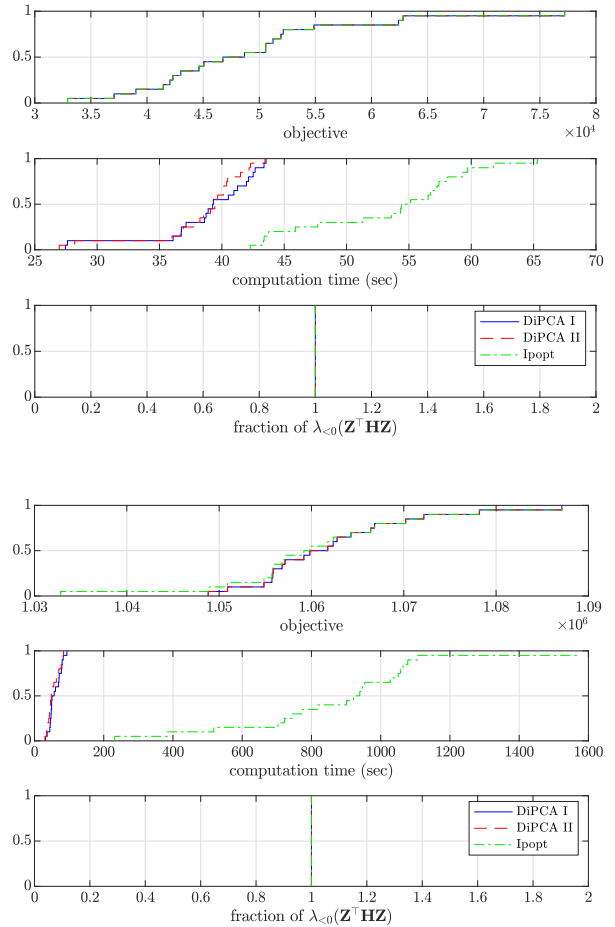 1
0.5
0
3 3.5 4 4.5 5 5.5 6 6.5 7 7.5 8
objective ×10⁴
1
0.5
0
25 30 35 40 45 50 55 60 65 70
computation time (sec)
1
0.5
0
DiPCA I
DiPCA II
Ipopt
0 0.2 0.4 0.6 0.8 1 1.2 1.4 1.6 1.8 2
fraction of λ<0(Z⊤HZ)
1
0.5
0
1.03 1.04 1.05 1.06 1.07 1.08 1.09
objective ×10⁶
1
0.5
0
0 200 400 600 800 1000 1200 1400 1600
computation time (sec)
1
0.5
0
DiPCA I
DiPCA II
Ipopt
0 0.2 0.4 0.6 0.8 1 1.2 1.4 1.6 1.8 2
fraction of λ<0(Z⊤HZ)